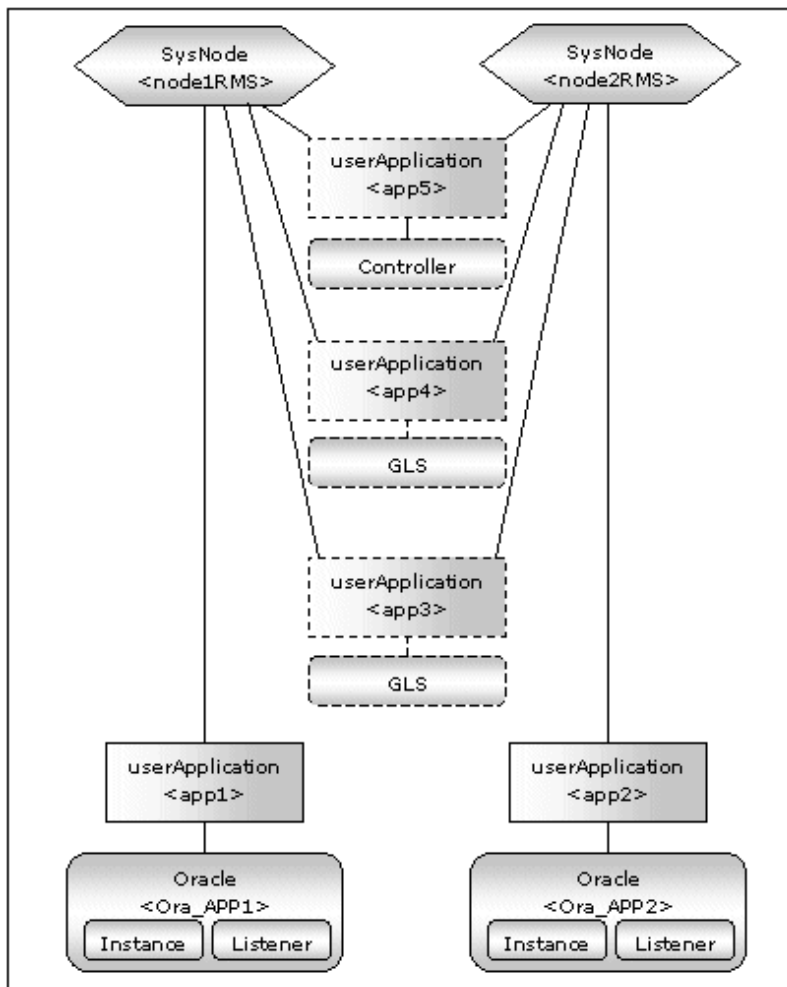 SysNode
<node1RMS>
SysNode
<node2RMS>
userApplication
<app5>
Controller
userApplication
<app4>
GLS
userApplication
<app3>
GLS
userApplication
<app1>
userApplication
<app2>
Oracle
<Ora_APP1>
Instance
Listener
Oracle
<Ora_APP2>
Instance
Listener